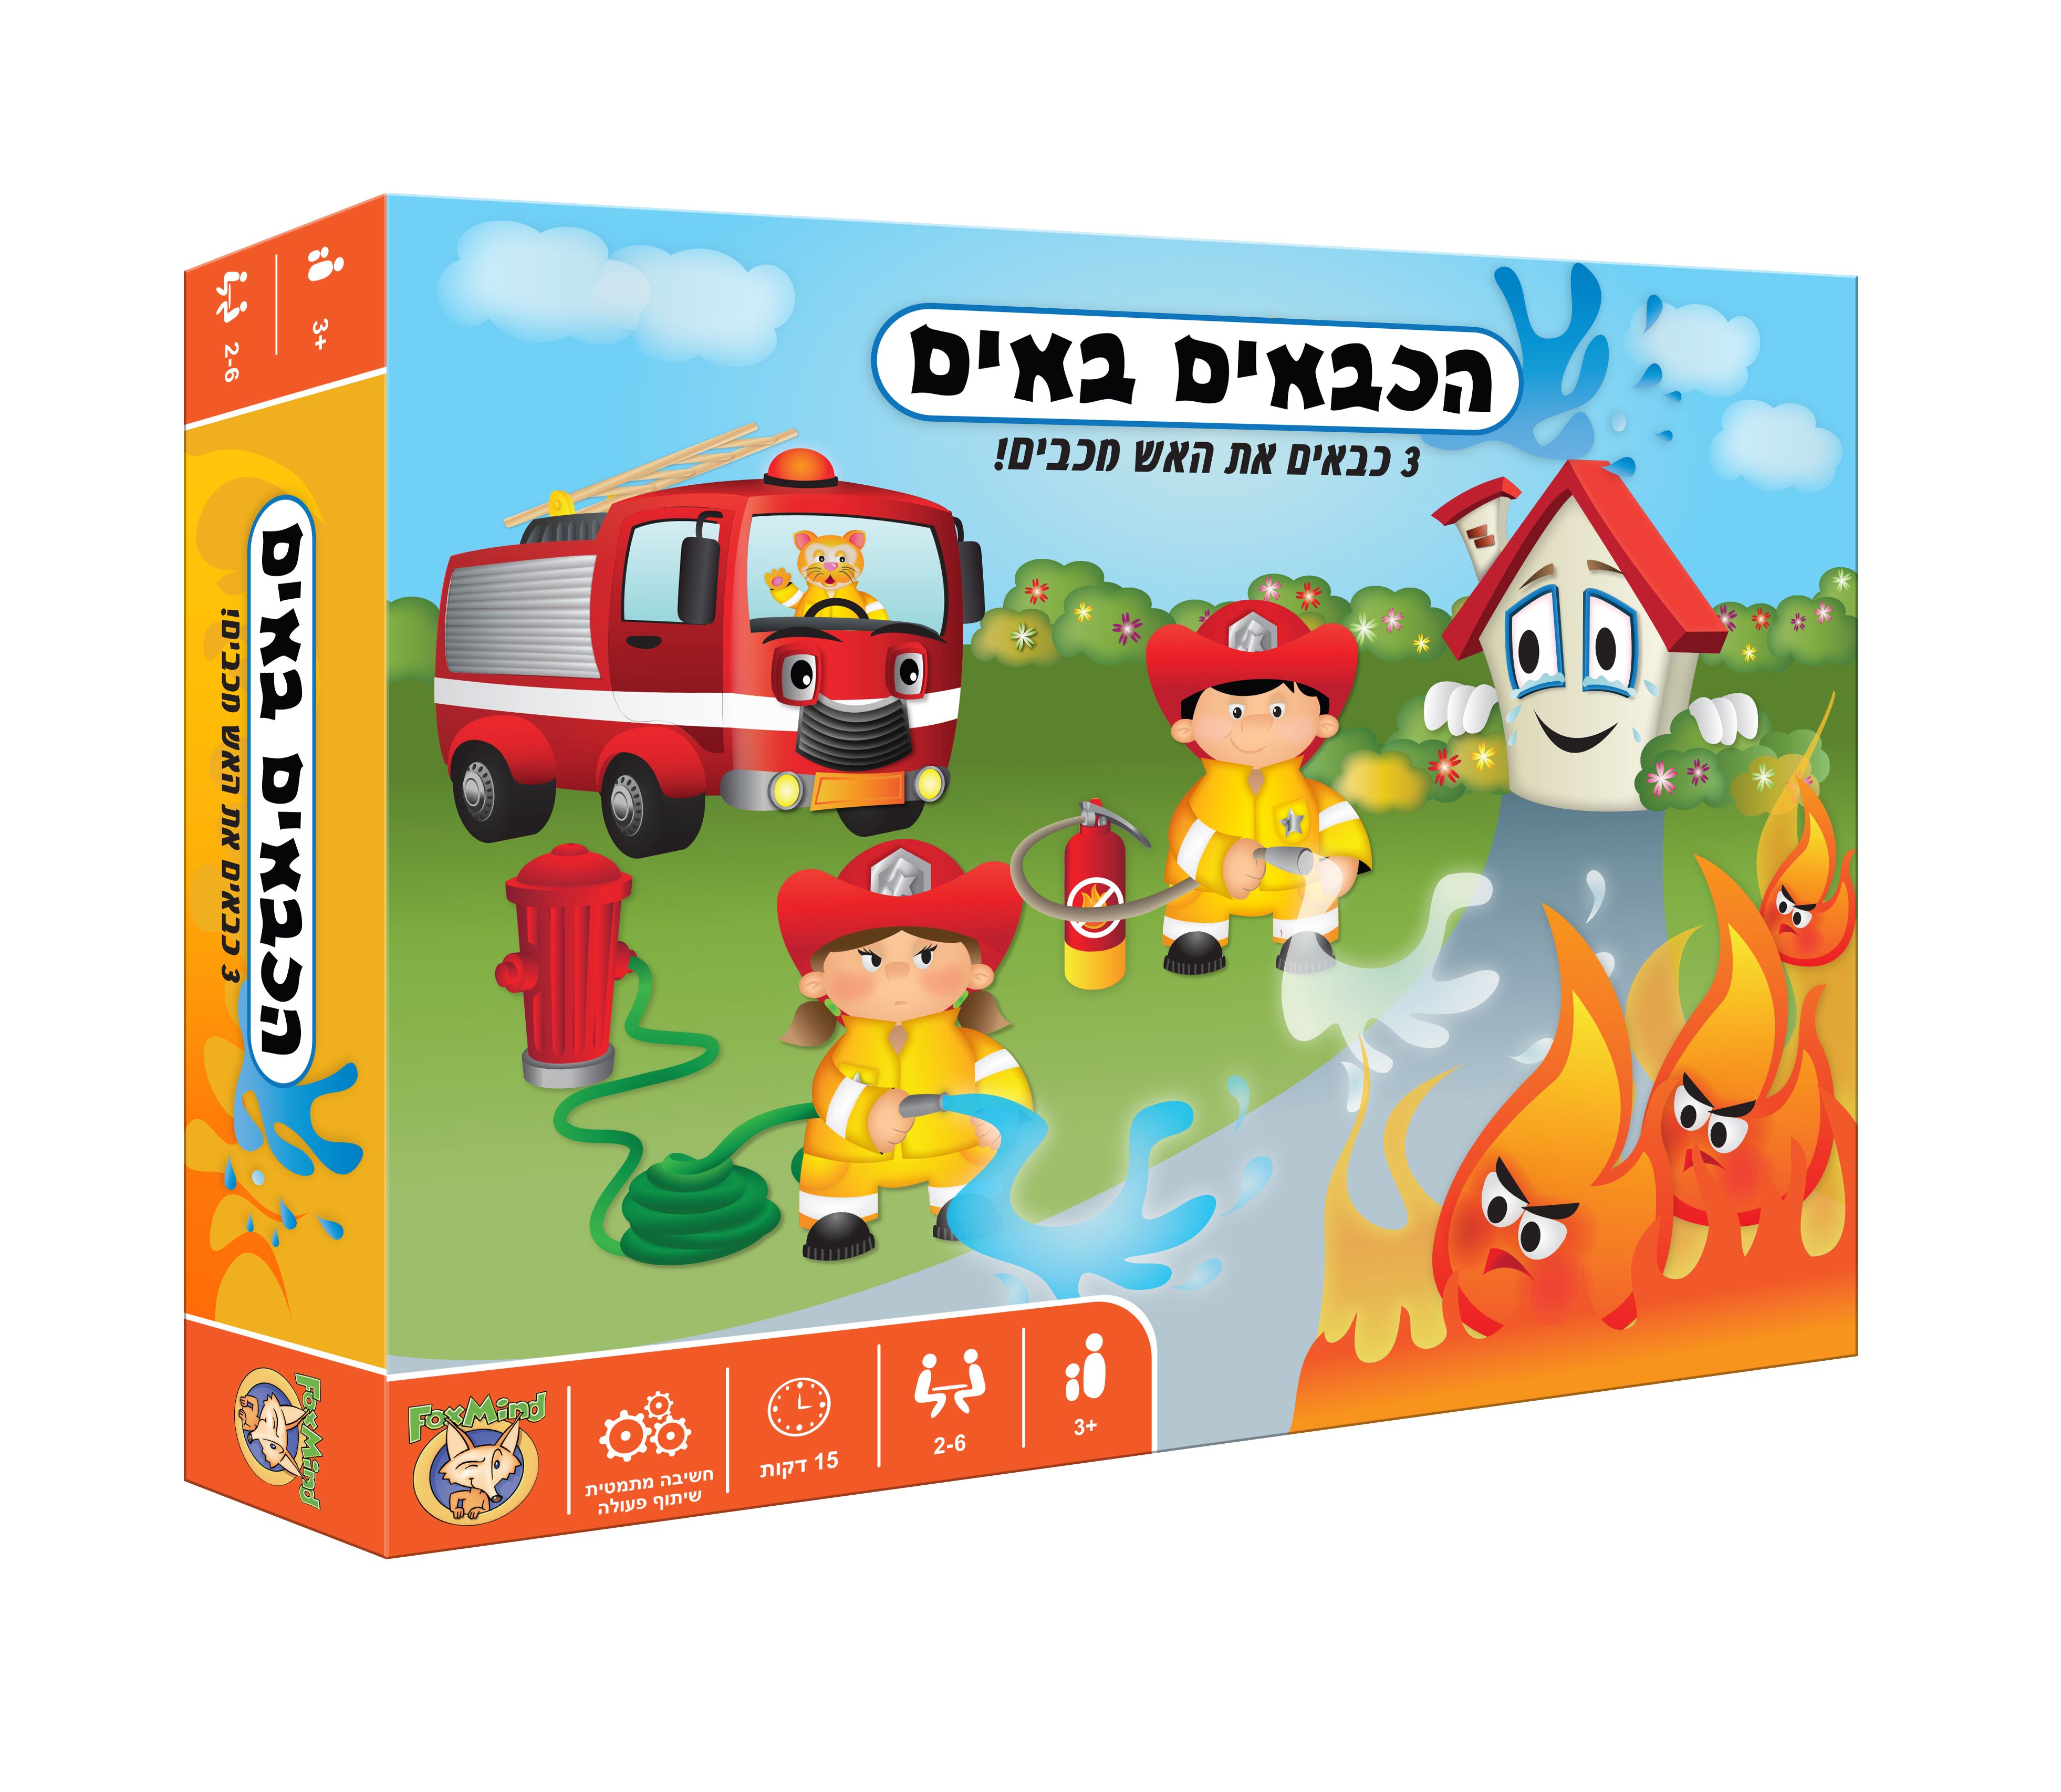 הכבאים באים
3 כבאים את האש מכבים!
3+
2-6
15 דקות
חשיבה מתמטית
שיתוף פעולה
FoxMind
3+
2-6
הכבאים באים
3 כבאים את האש מכבים!
FoxMind